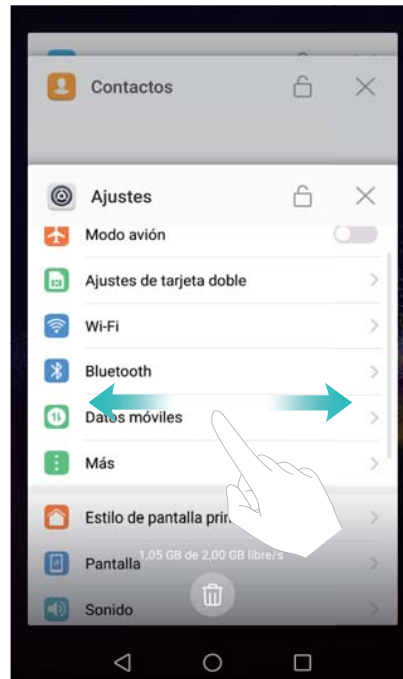 Contactos
Ajustes
Modo avión
Ajustes de tarjeta doble
Wi-Fi
Bluetooth
Datos móviles
Más
Estilo de pantalla prin
1,05 GB de 2,00 GB libre/s
Pantalla
Sonido